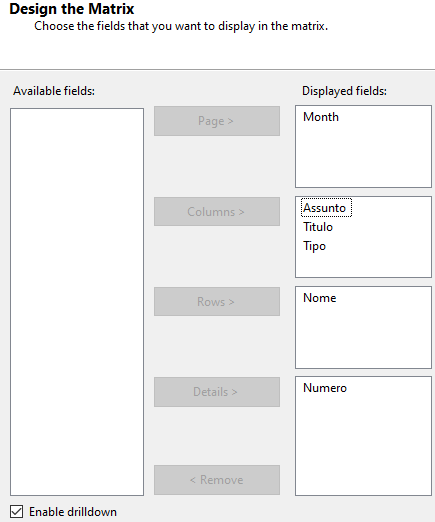 Design the Matrix
Choose the fields that you want to display in the matrix.
Available fields:
Displayed fields:
Page >
Month
Columns >
Assunto
Titulo
Tipo
Rows >
Nome
Details >
Numero
< Remove
Enable drilldown